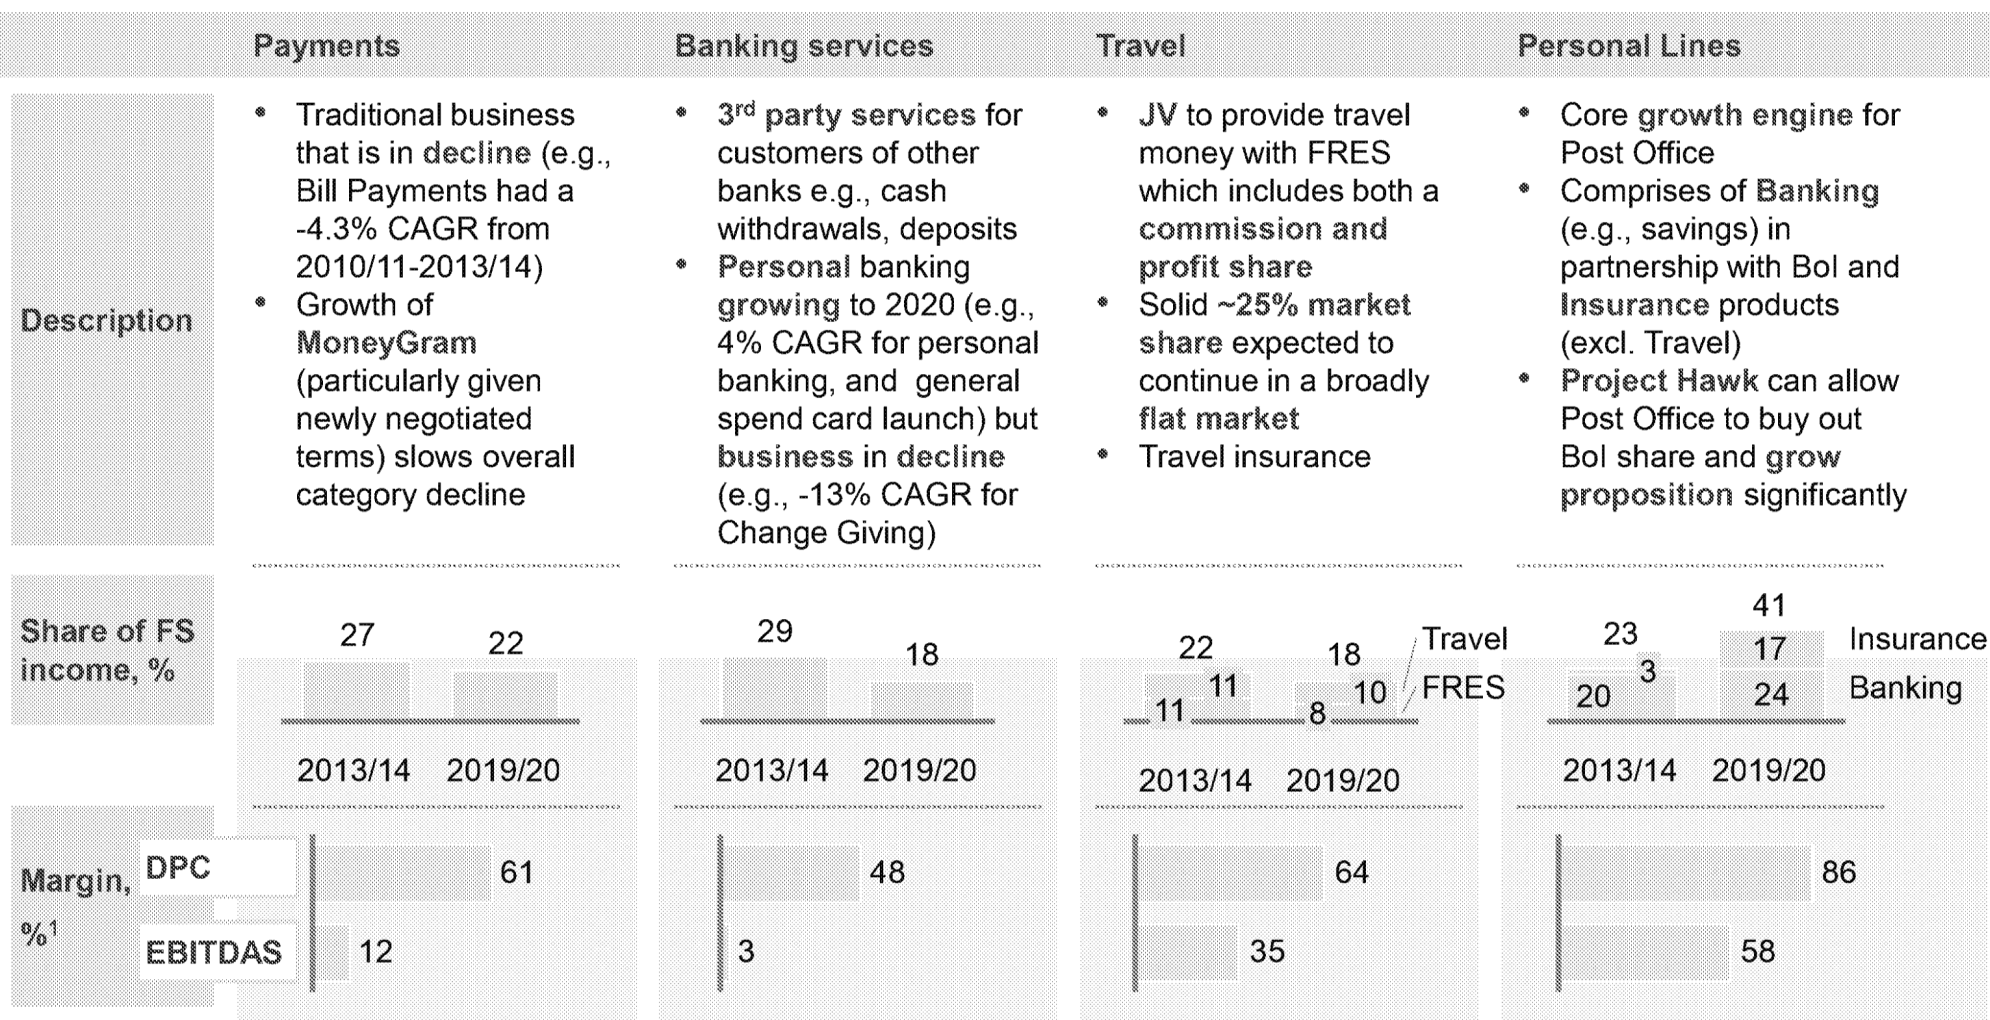 Payments
Banking services
Travel
Personal Lines
Description
• Traditional business
that is in decline (e.g.,
Bill Payments had a
-4.3% CAGR from
2010/11-2013/14)
• Growth of
MoneyGram
(particularly given
newly negotiated
terms) slows overall
category decline
• 3rd party services for
customers of other
banks e.g., cash
withdrawals, deposits
• Personal banking
growing to 2020 (e.g.,
4% CAGR for personal
banking, and general
spend card launch) but
business in decline
(e.g., -13% CAGR for
Change Giving)
• JV to provide travel
money with FRES
which includes both a
commission and
profit share
• Solid ~25% market
share expected to
continue in a broadly
flat market
• Travel insurance
• Core growth engine for
Post Office
• Comprises of Banking
(e.g., savings) in
partnership with BoI and
Insurance products
(excl. Travel)
• Project Hawk can allow
Post Office to buy out
BoI share and grow
proposition significantly
Share of FS
income, %
27
22
2013/14 2019/20
29
18
2013/14 2019/20
22
18
Travel
11
10
FRES
11
8
2013/14 2019/20
23
41
17
Insurance
3
20
24
Banking
2013/14 2019/20
Margin,
%1
DPC
61
48
64
86
EBITDAS
12
3
35
58